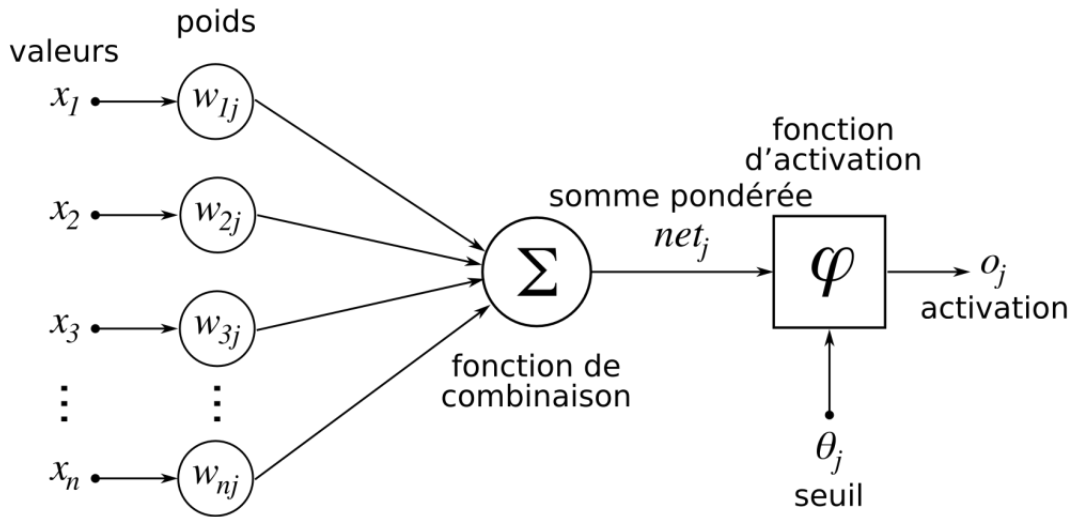 valeurs
poids
x₁
w₁ⱼ
x₂
w₂ⱼ
x₃
w₃ⱼ
⋮
⋮
xₙ
wₙⱼ
Σ
fonction de
combinaison
somme pondérée
netⱼ
fonction
d’activation
φ
oⱼ
activation
θⱼ
seuil